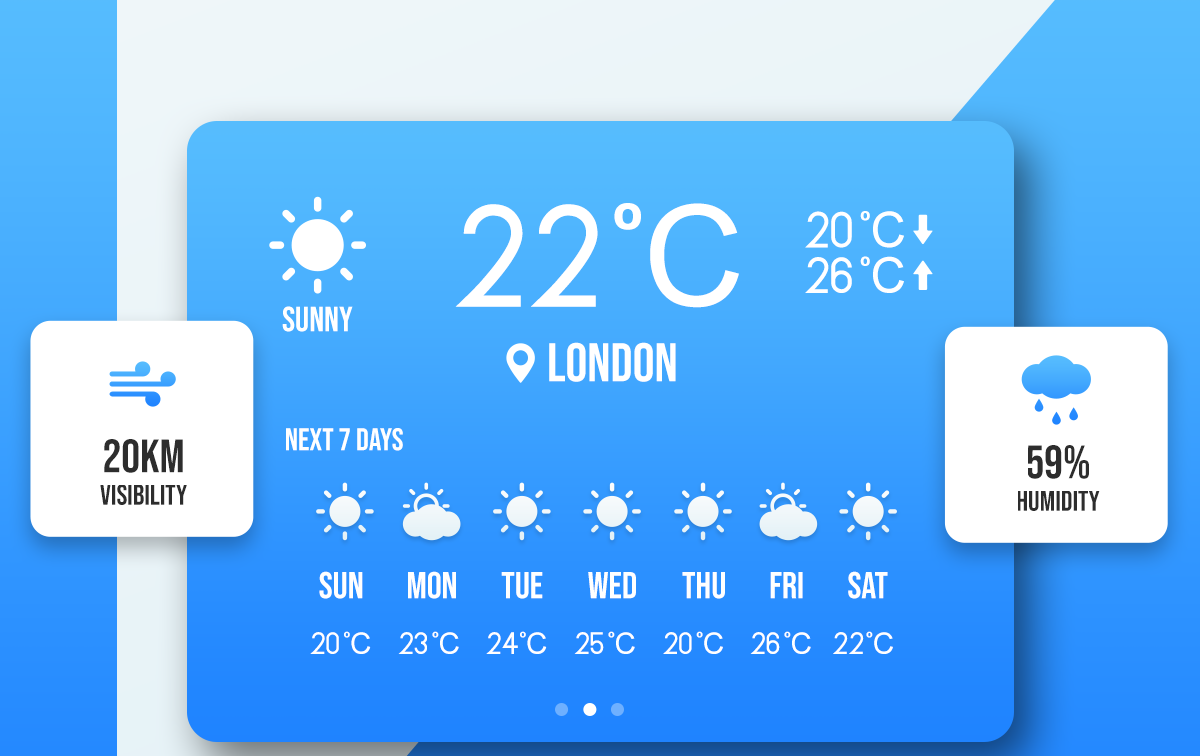 SUNNY
22°C
20°C
26°C
LONDON
20KM
VISIBILITY
59%
HUMIDITY
NEXT 7 DAYS
SUN MON TUE WED THU FRI SAT
20°C 23°C 24°C 25°C 20°C 26°C 22°C